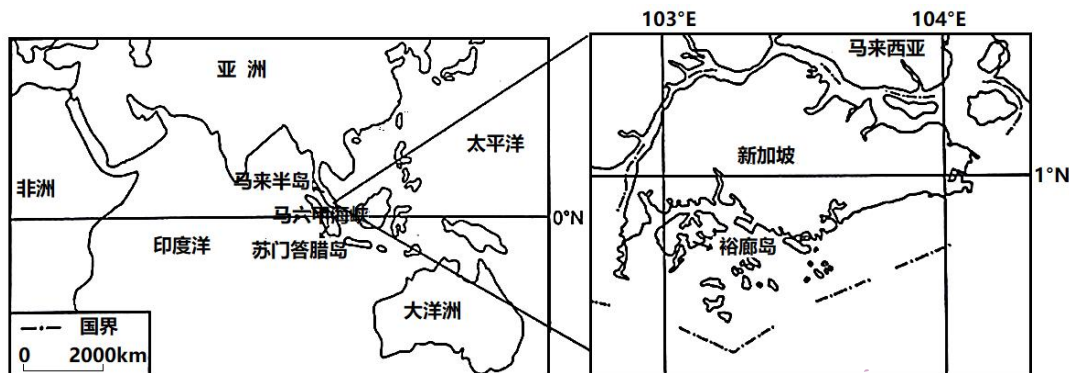 103°E
104°E
亚洲
太平洋
非洲
马来半岛
马六甲海峡
0°N
印度洋
苏门答腊岛
大洋洲
国界
0 2000km
马来西亚
新加坡
1°N
裕廊岛